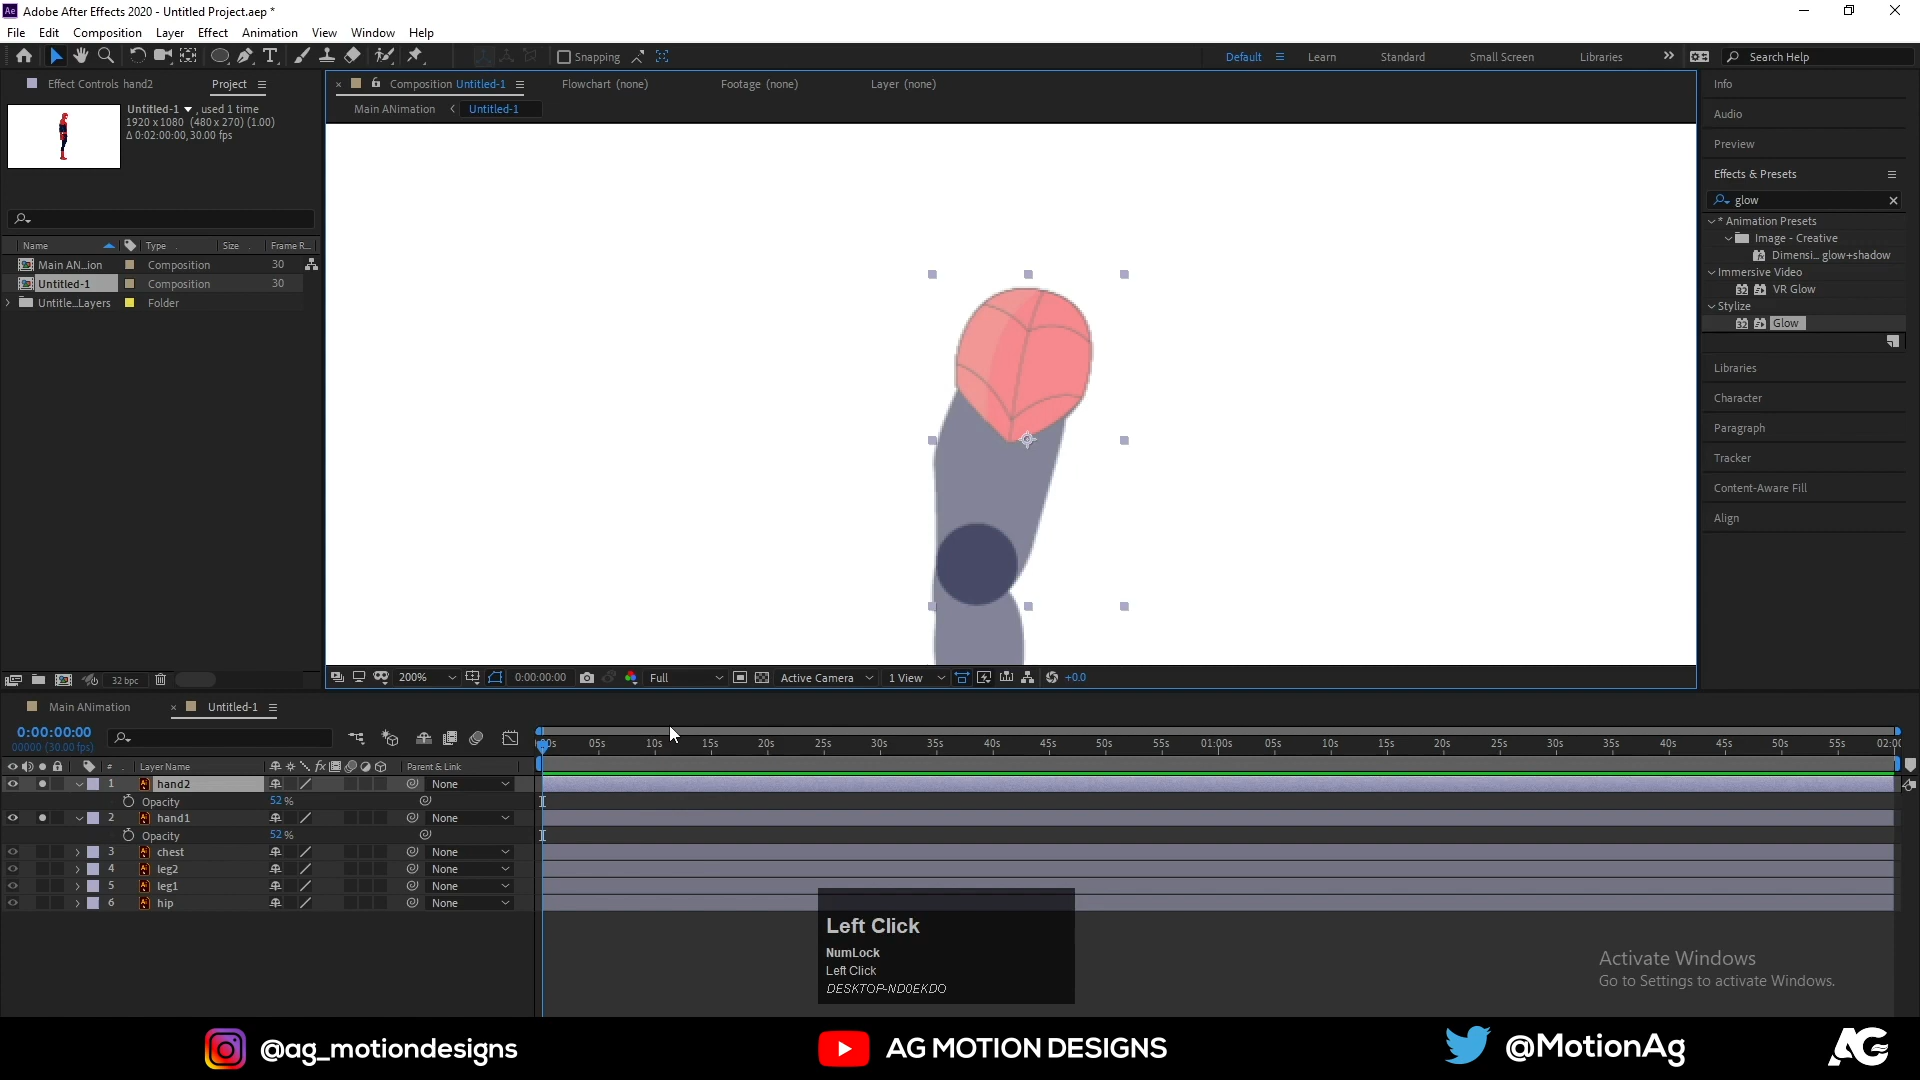 Ae Adobe After Effects 2020 - Untitled Project.aep *
File Edit Composition Layer Effect Animation View Window Help
Snapping Default Learn Standard Small Screen Libraries Search Help
Effect Controls hand2 Project
Composition Untitled-1 Flowchart (none) Footage (none) Layer (none)
Main ANimation Untitled-1
Untitled-1 , used 1 time
1920 x 1080 (480 x 270) (1.00)
Δ 0:02:00:00, 30.00 fps
Name Type Size Frame R...
Main AN_ion Composition 30
Untitled-1 Composition 30
Untitle...Layers Folder
32 bpc
200% 0:00:00:00 Full Active Camera 1 View +0.0
Info
Audio
Preview
Effects & Presets
glow
* Animation Presets
Image - Creative
Dimensi... glow+shadow
Immersive Video
VR Glow
Stylize
Glow
Libraries
Character
Paragraph
Tracker
Content-Aware Fill
Align
Main ANimation Untitled-1
0:00:00:00
00000 (30.00 fps)
05s 10s 15s 20s 25s 30s 35s 40s 45s 50s 55s 01:00s 05s 10s 15s 20s 25s 30s 35s 40s 45s 50s 55s
# Layer Name Parent & Link
1 hand2 None
Opacity 52 %
2 hand1 None
Opacity 52 %
3 chest None
4 leg2 None
5 leg1 None
6 hip None
Left Click
NumLock
Left Click
DESKTOP-ND0EKDO
Activate Windows
Go to Settings to activate Windows.
@ag_motiondesigns AG MOTION DESIGNS @MotionAg AG